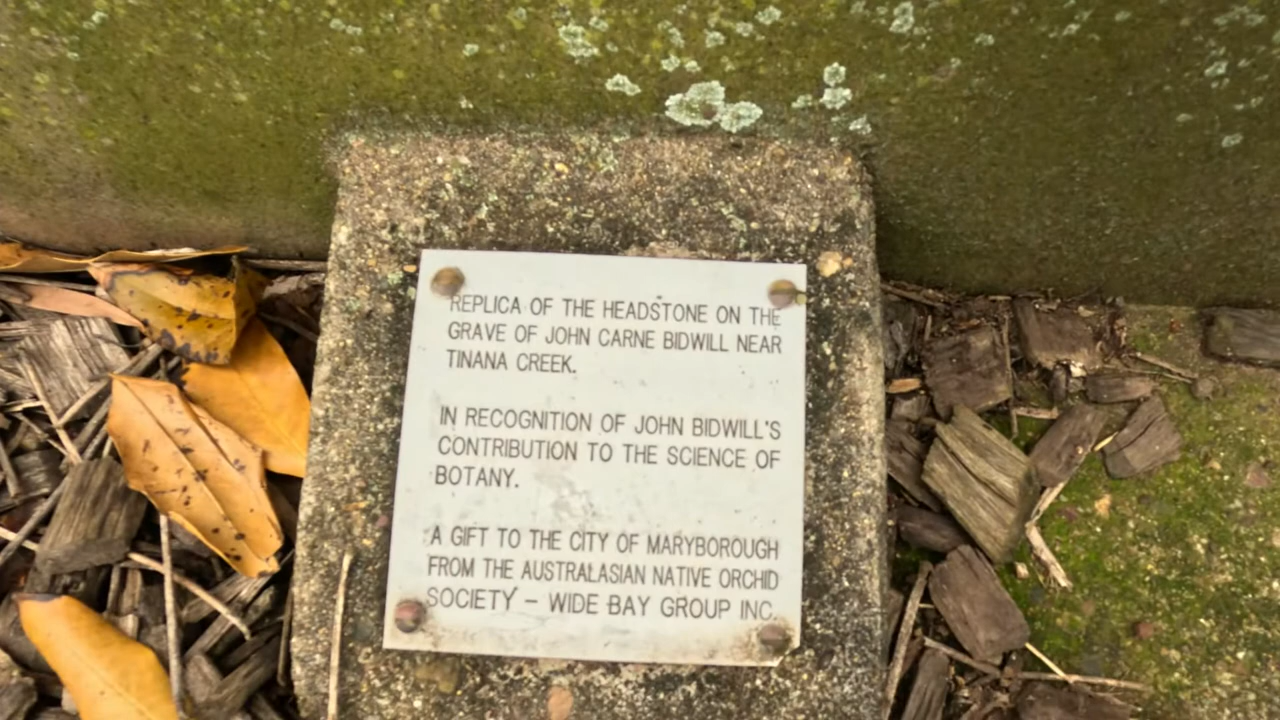 REPLICA OF THE HEADSTONE ON THE
GRAVE OF JOHN CARNE BIDWILL NEAR
TINANA CREEK.
IN RECOGNITION OF JOHN BIDWILL'S
CONTRIBUTION TO THE SCIENCE OF
BOTANY.
A GIFT TO THE CITY OF MARYBOROUGH
FROM THE AUSTRALASIAN NATIVE ORCHID
SOCIETY – WIDE BAY GROUP INC.